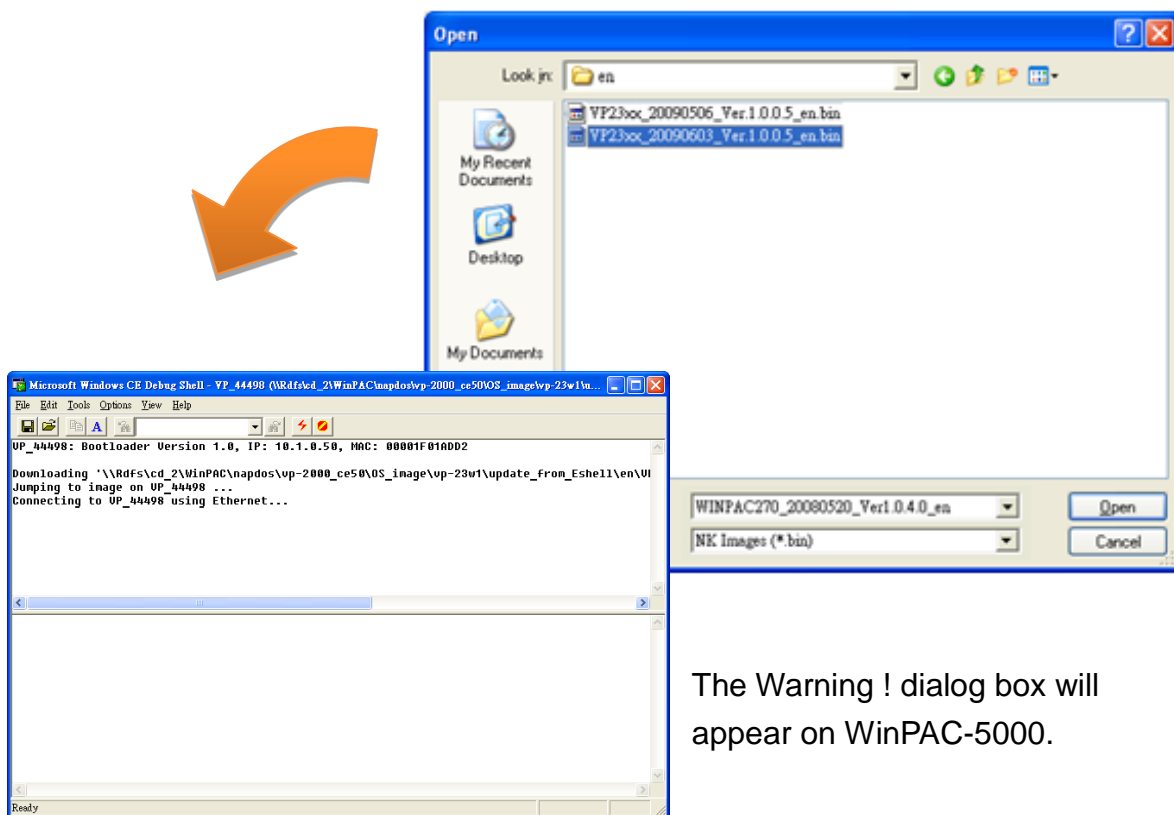 Open
Look in:
en
VP23xx_20090506_Ver.1.0.0.5_en.bin
VP23xx_20090603_Ver.1.0.0.5_en.bin
My Recent
Documents
Desktop
My Documents
WINPAC270_20080520_Ver1.0.4.0_en
Open
NK Images (*.bin)
Cancel
Microsoft Windows CE Debug Shell - VP_44498 (\\Rdfs\cd_2\WinPAC\napdos\vp-2000_ce50\OS_image\vp-23w1\u...
File Edit Tools Options View Help
VP_44498: Bootloader Version 1.0, IP: 10.1.0.50, MAC: 00001F01ADD2
Downloading '\\Rdfs\cd_2\WinPAC\napdos\vp-2000_ce50\OS_image\vp-23w1\update_from_Eshell\en\V
Jumping to image on VP_44498 ...
Connecting to VP_44498 using Ethernet...
Ready
The Warning ! dialog box will
appear on WinPAC-5000.